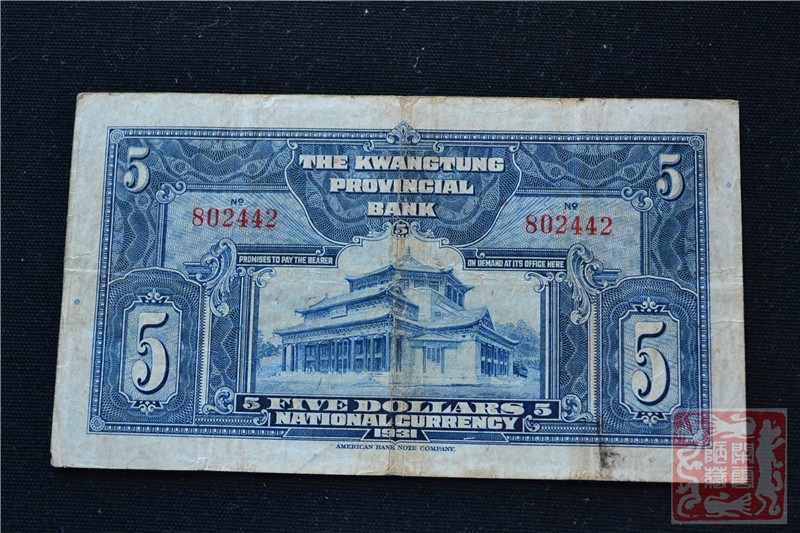 THE KWANGTUNG
PROVINCIAL
BANK
5
5
Nº
802442
Nº
802442
5
PROMISES TO PAY THE BEARER
ON DEMAND AT ITS OFFICE HERE
5
5
5 FIVE DOLLARS 5
NATIONAL CURRENCY
1931
AMERICAN BANK NOTE COMPANY.